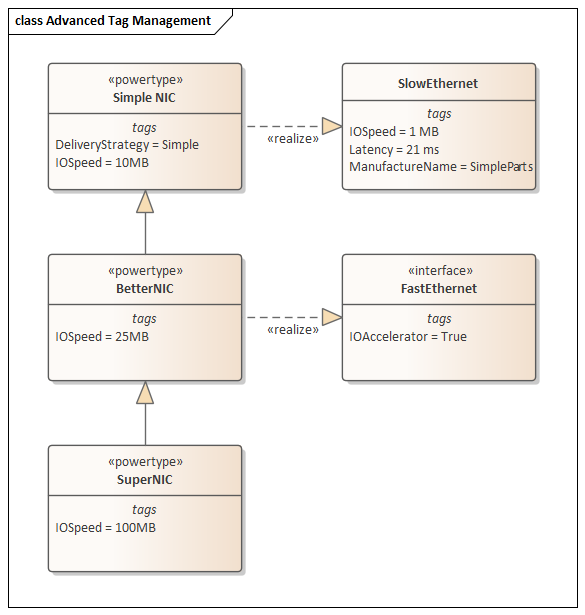 class Advanced Tag Management
«powertype»
Simple NIC
tags
DeliveryStrategy = Simple
IOSpeed = 10MB
«realize»
SlowEthernet
tags
IOSpeed = 1 MB
Latency = 21 ms
ManufactureName = SimpleParts
«powertype»
BetterNIC
tags
IOSpeed = 25MB
«realize»
«interface»
FastEthernet
tags
IOAccelerator = True
«powertype»
SuperNIC
tags
IOSpeed = 100MB